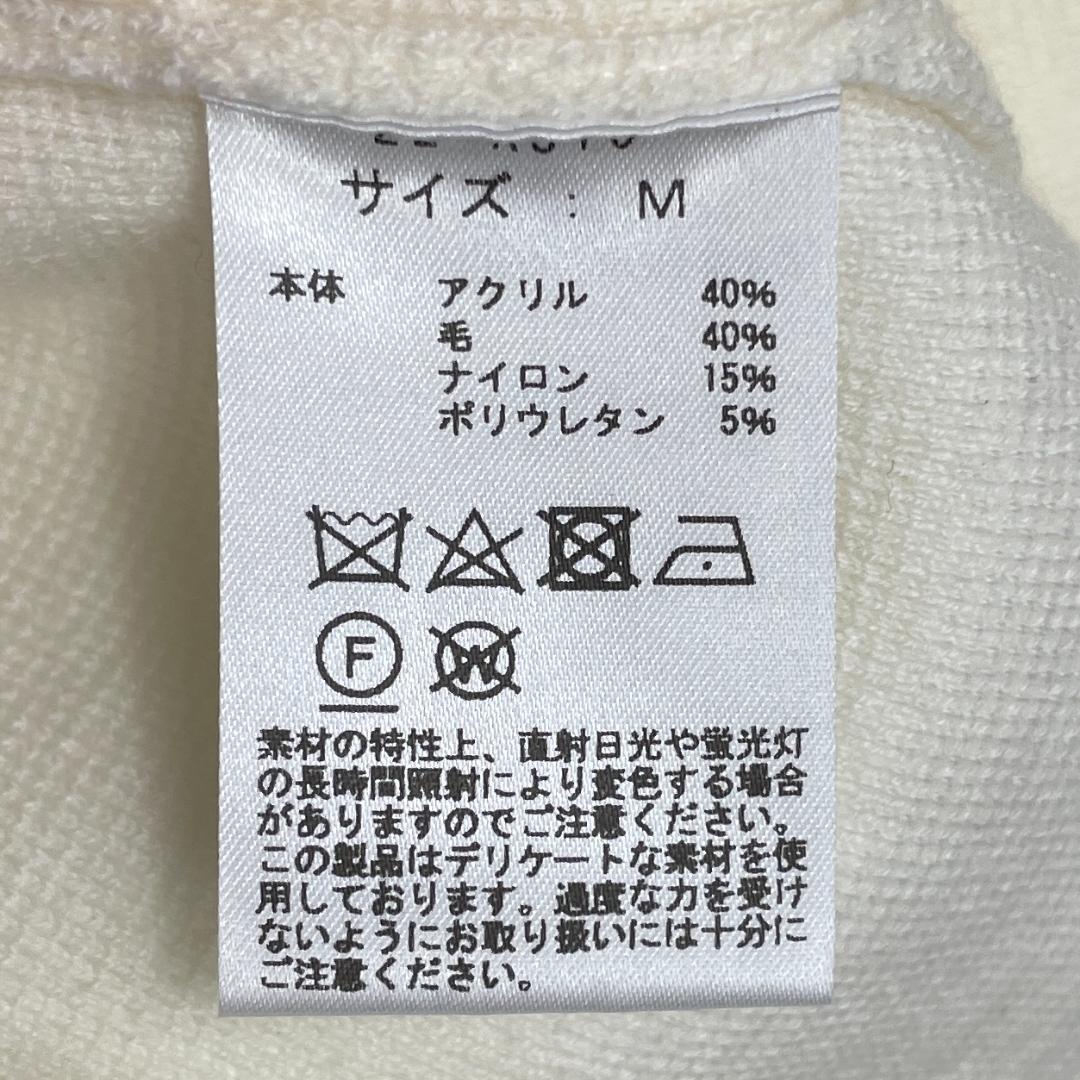 サイズ : M
本体 アクリル 40%
毛 40%
ナイロン 15%
ポリウレタン 5%
F W
素材の特性上、直射日光や蛍光灯
の長時間照射により変色する場合
がありますのでご注意ください。
この製品はデリケートな素材を使
用しております。過度な力を受け
ないようにお取り扱いには十分に
ご注意ください。